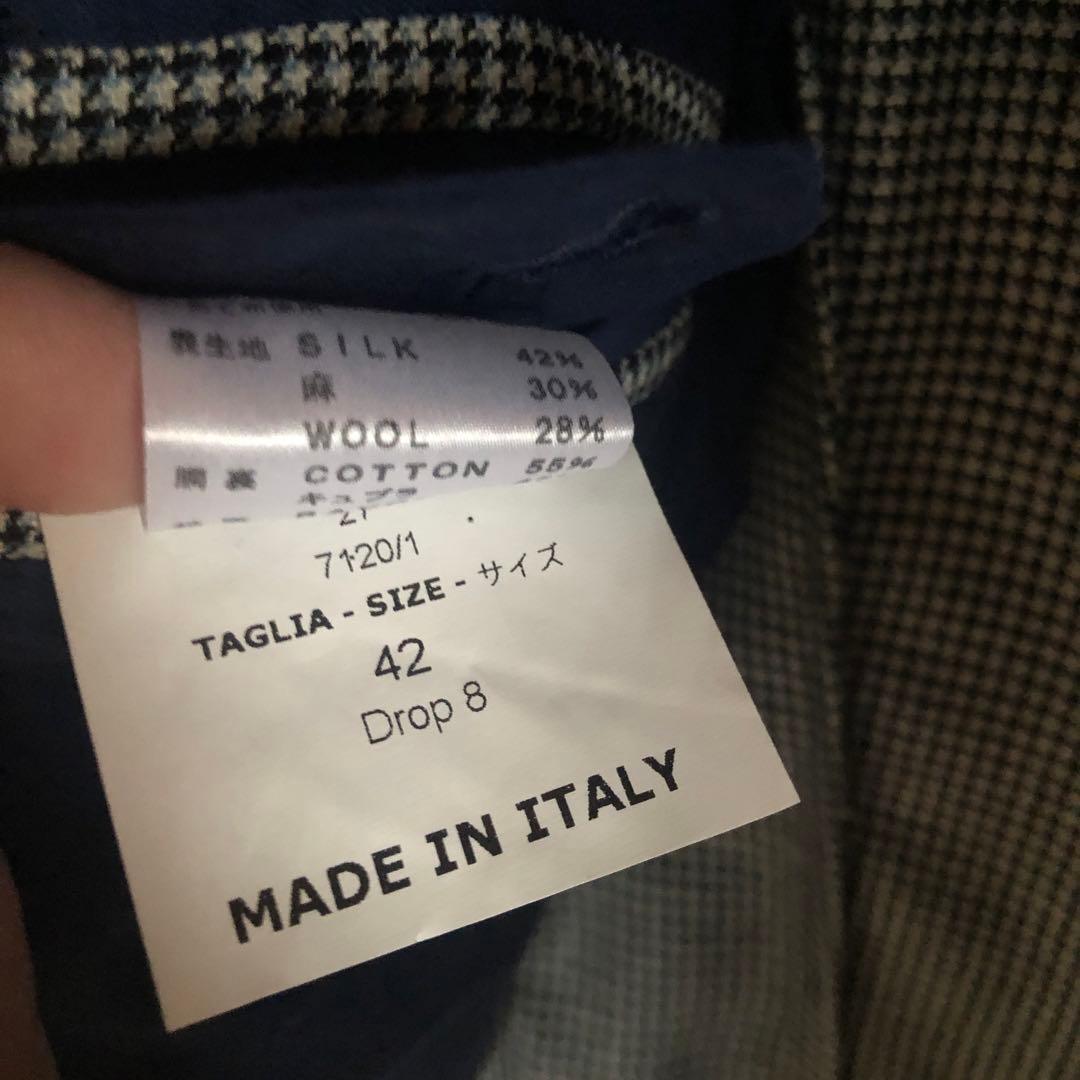 表生地 SILK 42%
麻 30%
WOOL 28%
胴裏 COTTON 55%
キュプラ
21
7120/1
TAGLIA - SIZE - サイズ
42
Drop 8
MADE IN ITALY